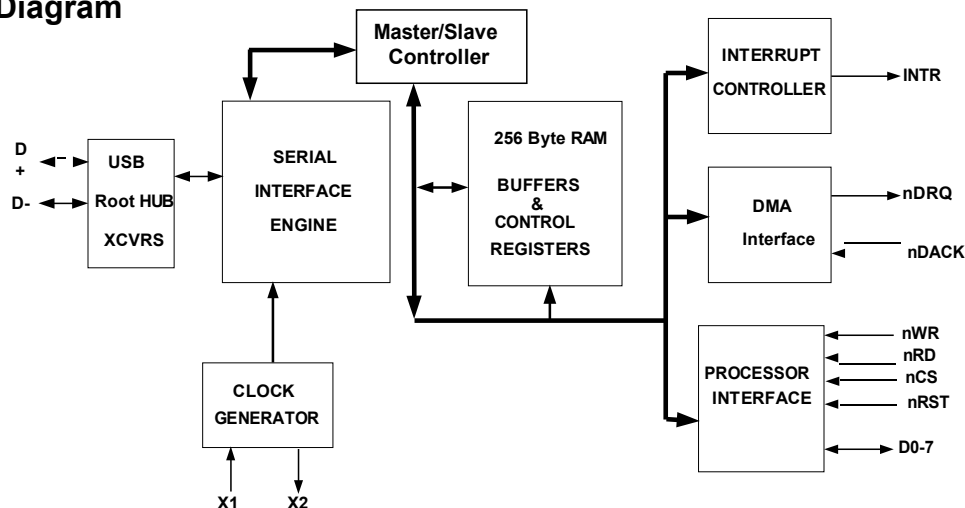 Diagram
Master/Slave
Controller
INTERRUPT
CONTROLLER
INTR
256 Byte RAM
BUFFERS
&
CONTROL
REGISTERS
SERIAL
INTERFACE
ENGINE
D
+
D-
USB
Root HUB
XCVRS
DMA
Interface
nDRQ
nDACK
PROCESSOR
INTERFACE
nWR
nRD
nCS
nRST
D0-7
CLOCK
GENERATOR
X1
X2